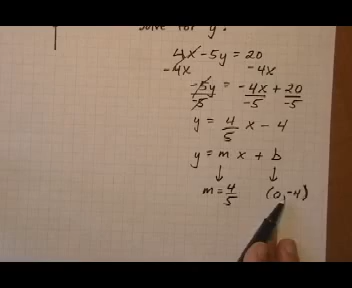 solve for y.
4x - 5y = 20
-4x -4x
-5y/-5 = -4x/-5 + 20/-5
y = 4/5 x - 4
y = m x + b
↓ ↓
m = 4/5 (0, -4)